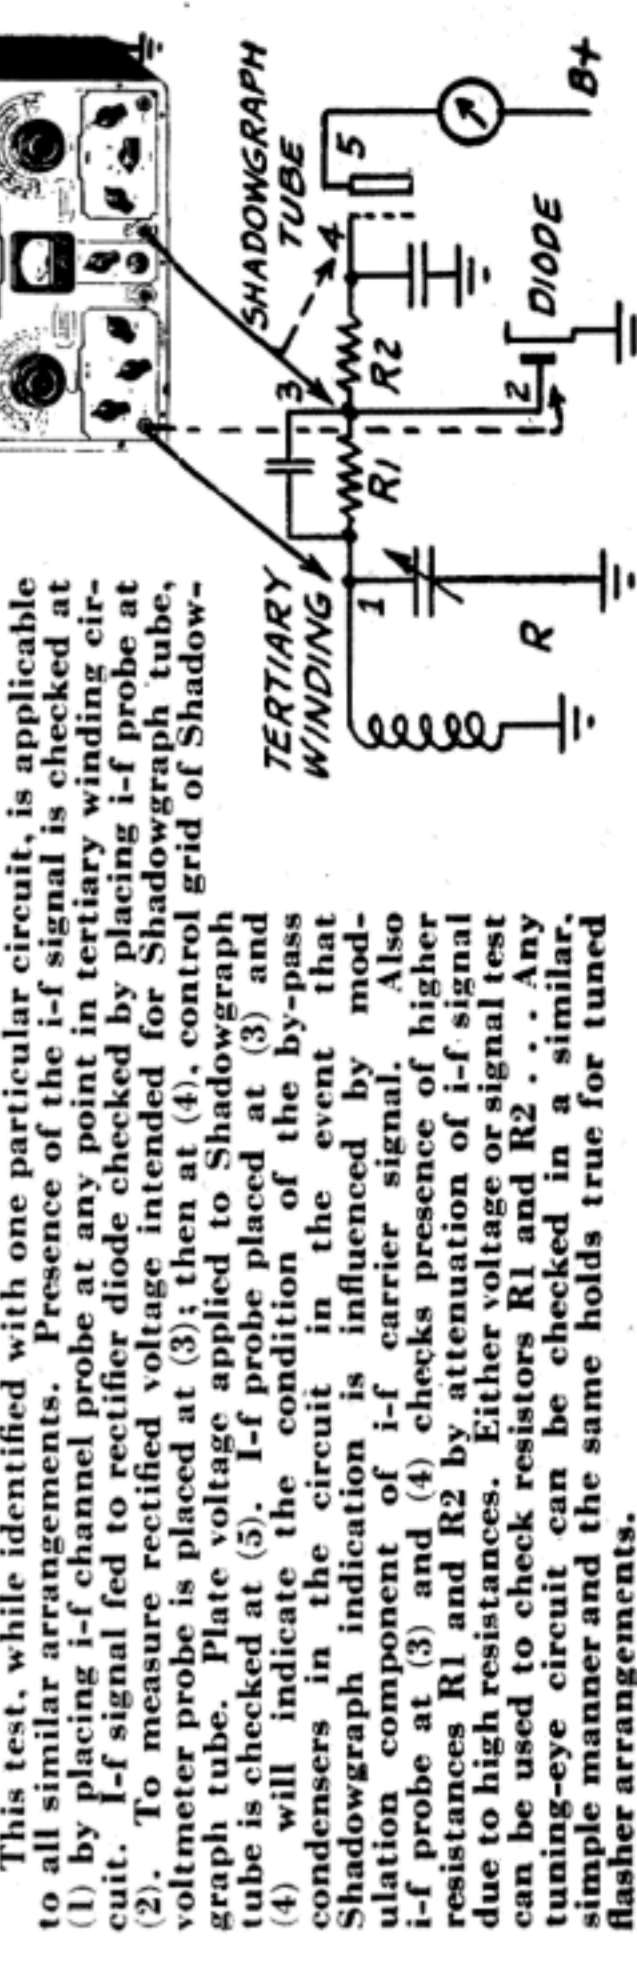 This test, while identified with one particular circuit, is applicable
to all similar arrangements. Presence of the i-f signal is checked at
(1) by placing i-f channel probe at any point in tertiary winding cir-
cuit. I-f signal fed to rectifier diode checked by placing i-f probe at
(2). To measure rectified voltage intended for Shadowgraph tube,
voltmeter probe is placed at (3); then at (4), control grid of Shadow-
graph tube. Plate voltage applied to Shadowgraph
tube is checked at (5). I-f probe placed at (3) and
(4) will indicate the condition of the by-pass
condensers in the circuit in the event that
Shadowgraph indication is influenced by mod-
ulation component of i-f carrier signal. Also
i-f probe at (3) and (4) checks presence of higher
resistances R1 and R2 by attenuation of i-f signal
due to high resistances. Either voltage or signal test
can be used to check resistors R1 and R2 . . . Any
tuning-eye circuit can be checked in a similar,
simple manner and the same holds true for tuned
flasher arrangements.
SHADOWGRAPH
TUBE
TERTIARY
WINDING
3
4
5
1
R1
R2
B+
2
DIODE
R